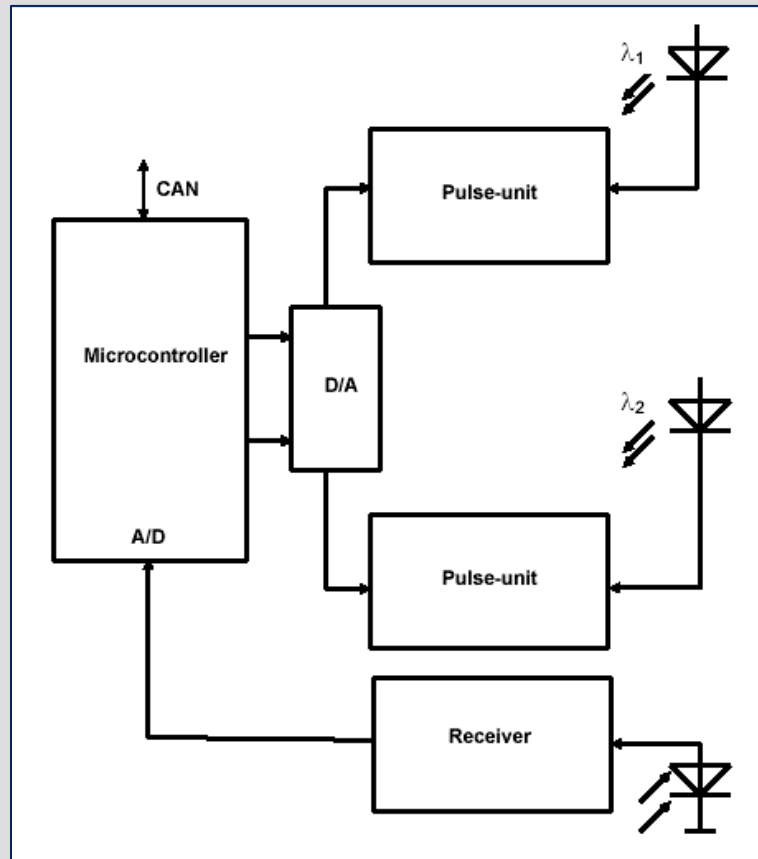 λ1
Pulse-unit
CAN
Microcontroller
D/A
λ2
A/D
Pulse-unit
Receiver